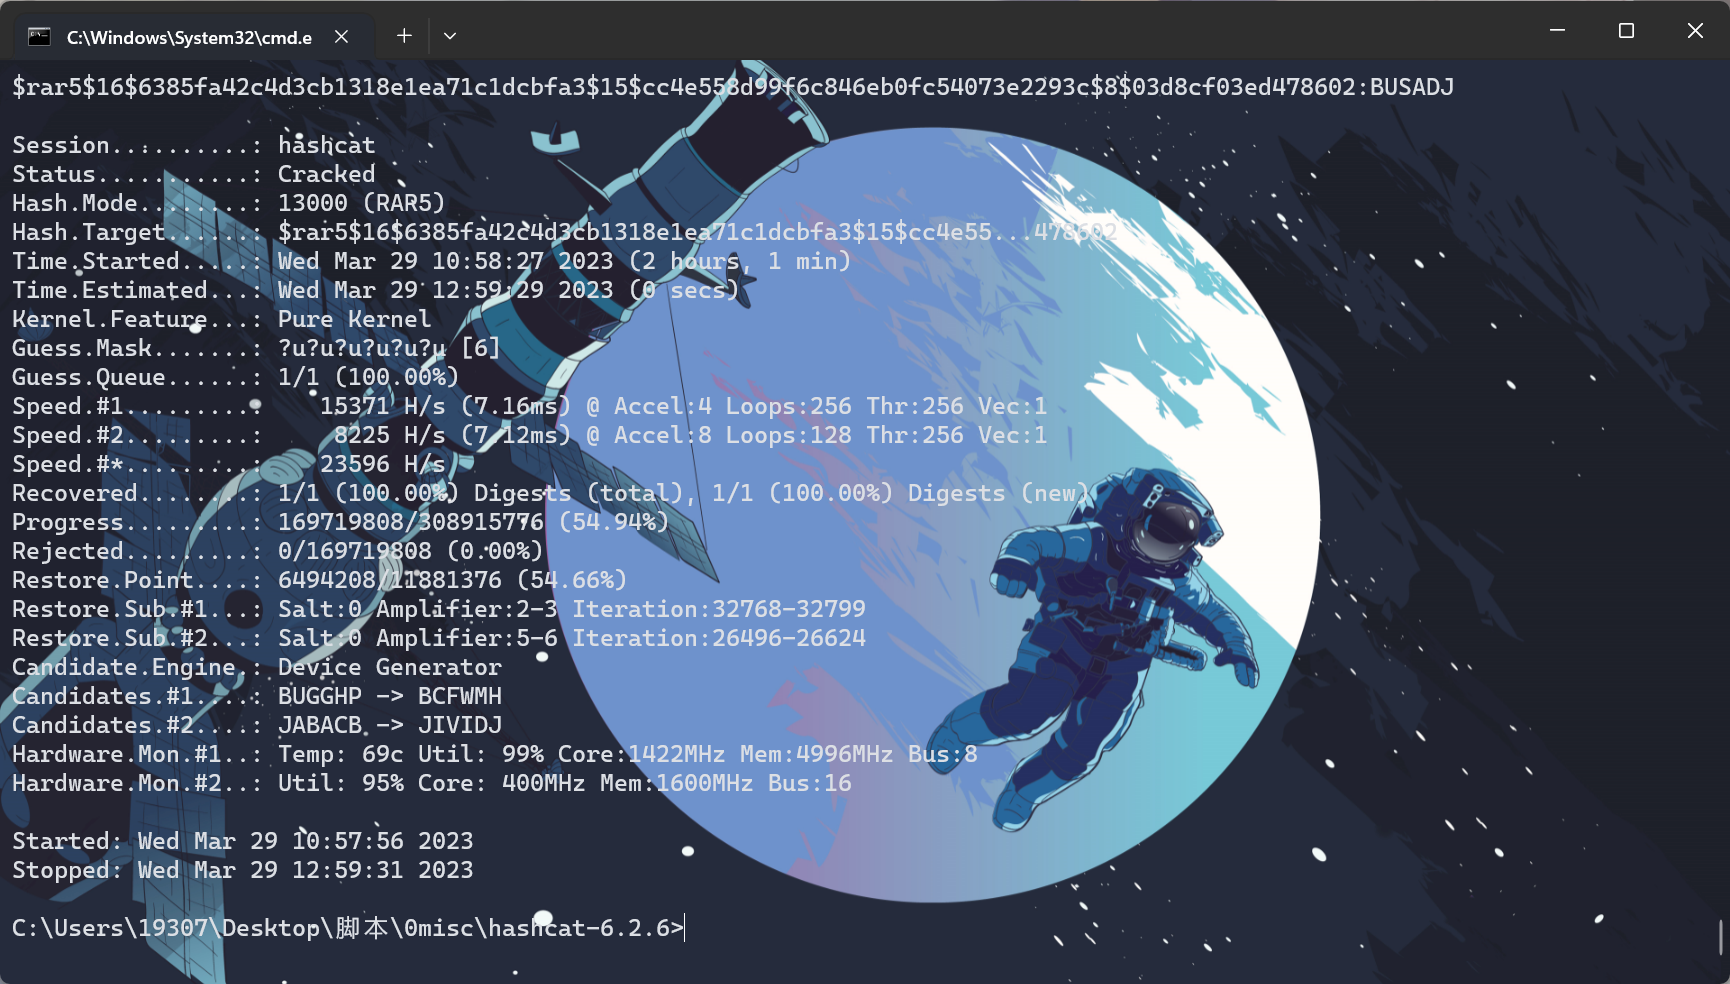 C:\Windows\System32\cmd.e
$rar5$16$6385fa42c4d3cb1318e1ea71c1dcbfa3$15$cc4e558d99f6c846eb0fc54073e2293c$8$03d8cf03ed478602:BUSADJ
Session..........: hashcat
Status...........: Cracked
Hash.Mode........: 13000 (RAR5)
Hash.Target......: $rar5$16$6385fa42c4d3cb1318e1ea71c1dcbfa3$15$cc4e55...478602
Time.Started.....: Wed Mar 29 10:58:27 2023 (2 hours, 1 min)
Time.Estimated...: Wed Mar 29 12:59:29 2023 (0 secs)
Kernel.Feature...: Pure Kernel
Guess.Mask.......: ?u?u?u?u?u?u [6]
Guess.Queue......: 1/1 (100.00%)
Speed.#1.........:    15371 H/s (7.16ms) @ Accel:4 Loops:256 Thr:256 Vec:1
Speed.#2.........:     8225 H/s (7.12ms) @ Accel:8 Loops:128 Thr:256 Vec:1
Speed.#*.........:    23596 H/s
Recovered........: 1/1 (100.00%) Digests (total), 1/1 (100.00%) Digests (new)
Progress.........: 169719808/308915776 (54.94%)
Rejected.........: 0/169719808 (0.00%)
Restore.Point....: 6494208/11881376 (54.66%)
Restore.Sub.#1...: Salt:0 Amplifier:2-3 Iteration:32768-32799
Restore.Sub.#2...: Salt:0 Amplifier:5-6 Iteration:26496-26624
Candidate.Engine.: Device Generator
Candidates.#1....: BUGGHP -> BCFWMH
Candidates.#2....: JABACB -> JIVIDJ
Hardware.Mon.#1..: Temp: 69c Util: 99% Core:1422MHz Mem:4996MHz Bus:8
Hardware.Mon.#2..: Util: 95% Core: 400MHz Mem:1600MHz Bus:16
Started: Wed Mar 29 10:57:56 2023
Stopped: Wed Mar 29 12:59:31 2023
C:\Users\19307\Desktop\脚本\0misc\hashcat-6.2.6>